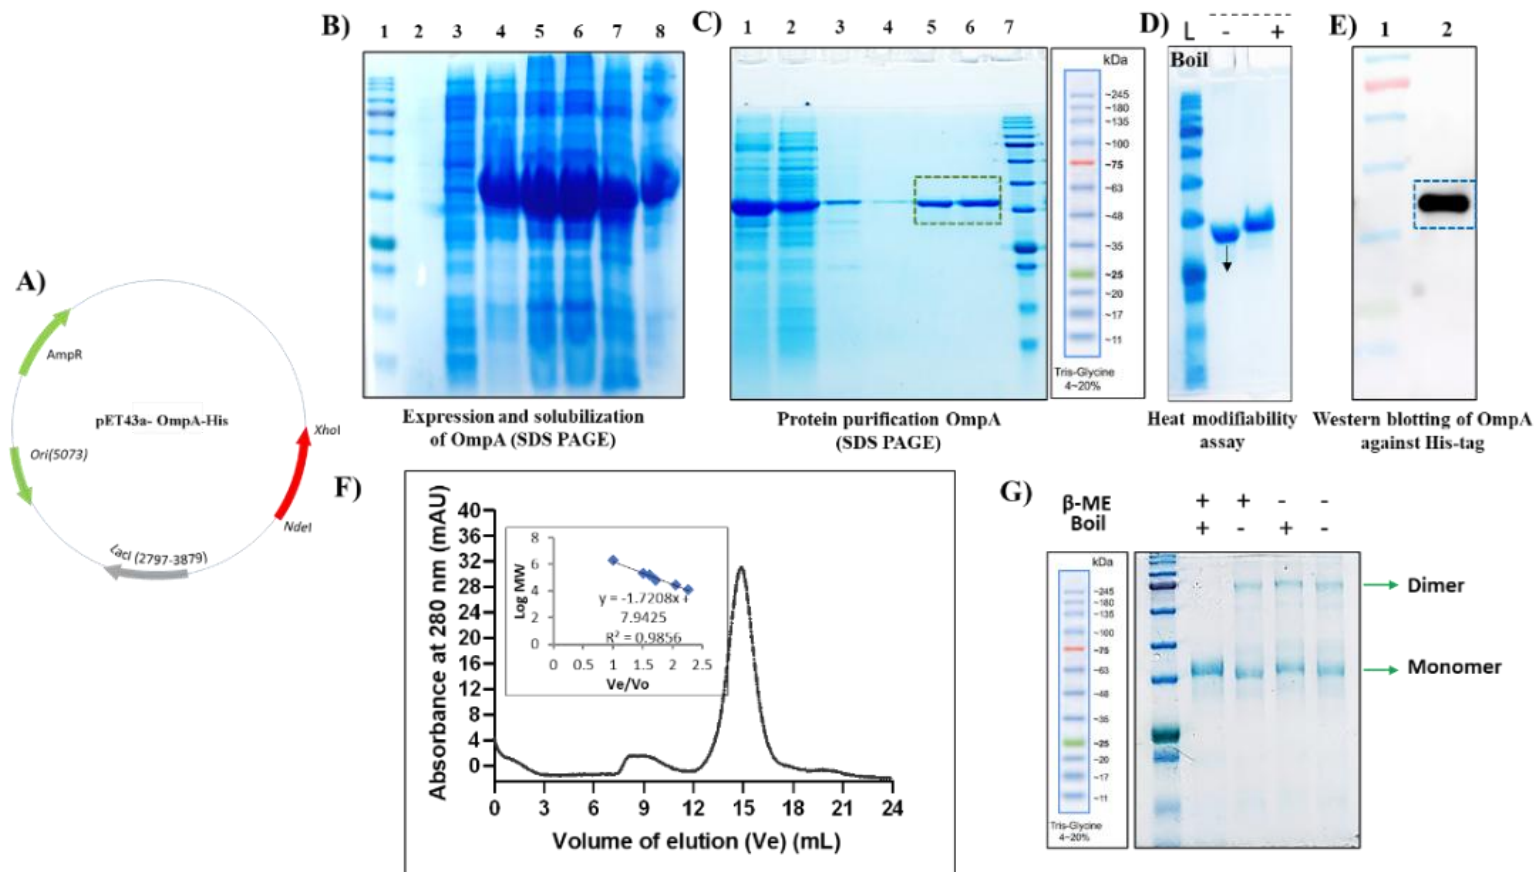 A)
AmpR
pET43a- OmpA-His
XhoI
Ori(5073)
NdeI
LacI (2797-3879)
B)
1 2 3 4 5 6 7 8
Expression and solubilization
of OmpA (SDS PAGE)
C)
1 2 3 4 5 6 7
Protein purification OmpA
(SDS PAGE)
kDa
~245
~180
~135
~100
~75
~63
~48
~35
~25
~20
~17
~11
Tris-Glycine
4~20%
D)
L - +
Boil
Heat modifiability
assay
E)
1 2
Western blotting of OmpA
against His-tag
F)
Absorbance at 280 nm (mAU)
40
36
32
28
24
20
16
12
8
4
0
0 3 6 9 12 15 18 21 24
Volume of elution (Ve) (mL)
Log MW
8
6
4
2
0
y = -1.7208x +
7.9425
R² = 0.9856
0 0.5 1 1.5 2 2.5
Ve/Vo
G)
β-ME + + - -
Boil + - + -
kDa
~245
~180
~135
~100
~75
~63
~48
~35
~25
~20
~17
~11
Tris-Glycine
4~20%
Dimer
Monomer